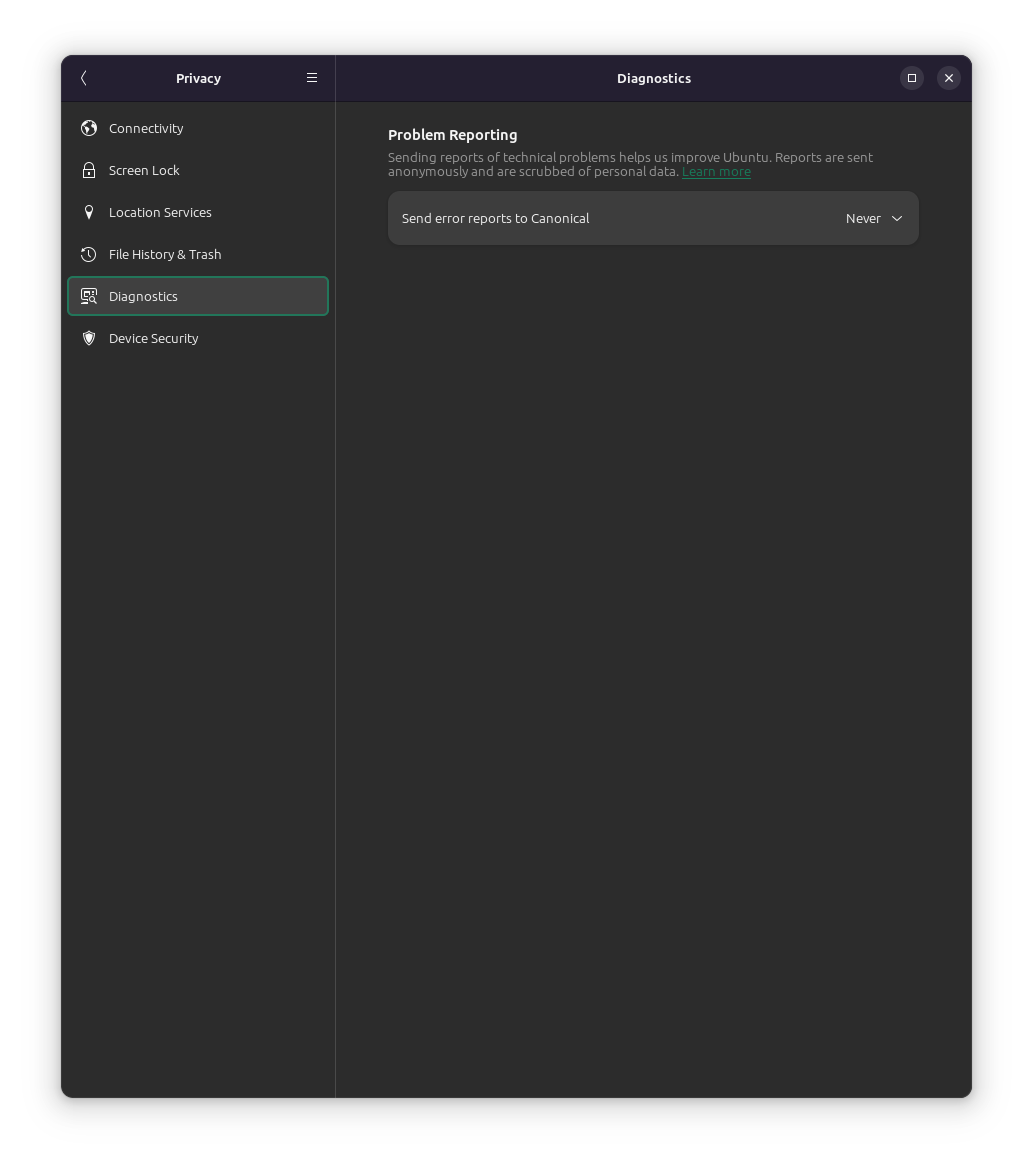 Privacy
Diagnostics
Connectivity
Screen Lock
Location Services
File History & Trash
Diagnostics
Device Security
Problem Reporting
Sending reports of technical problems helps us improve Ubuntu. Reports are sent
anonymously and are scrubbed of personal data. Learn more
Send error reports to Canonical Never